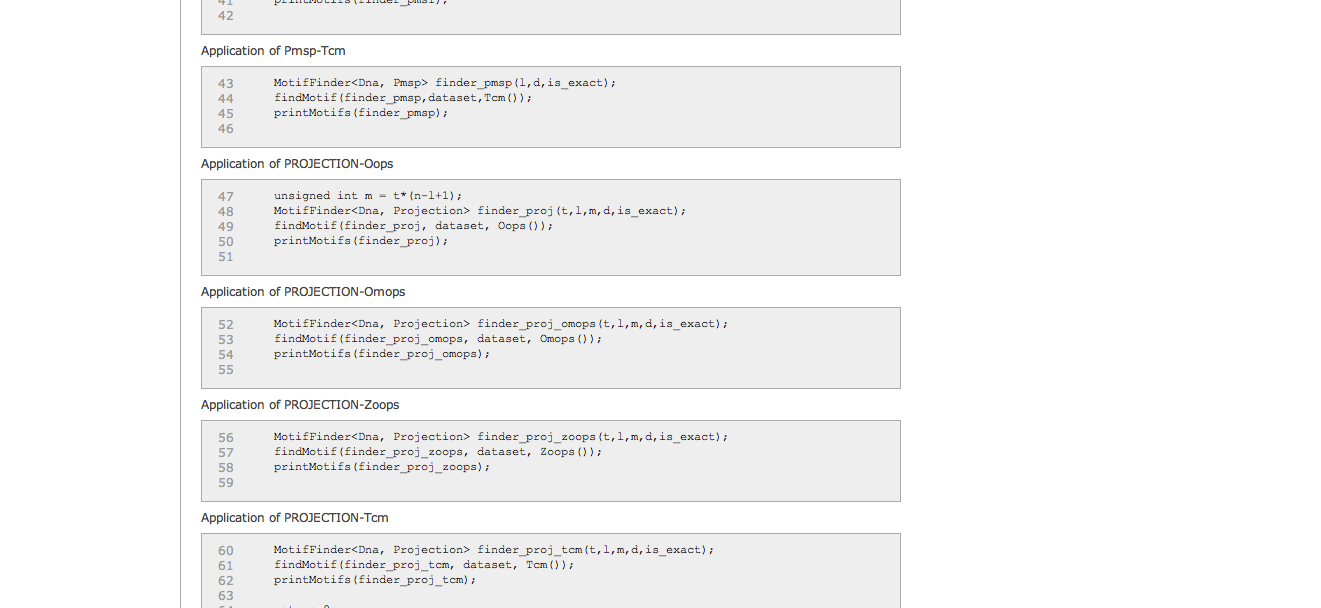 42
Application of Pmsp-Tcm
43 MotifFinder<Dna, Pmsp> finder_pmsp(l,d,is_exact);
44 findMotif(finder_pmsp,dataset,Tcm());
45 printMotifs(finder_pmsp);
46
Application of PROJECTION-Oops
47 unsigned int m = t*(n-l+1);
48 MotifFinder<Dna, Projection> finder_proj(t,l,m,d,is_exact);
49 findMotif(finder_proj, dataset, Oops());
50 printMotifs(finder_proj);
51
Application of PROJECTION-Omops
52 MotifFinder<Dna, Projection> finder_proj_omops(t,l,m,d,is_exact);
53 findMotif(finder_proj_omops, dataset, Omops());
54 printMotifs(finder_proj_omops);
55
Application of PROJECTION-Zoops
56 MotifFinder<Dna, Projection> finder_proj_zoops(t,l,m,d,is_exact);
57 findMotif(finder_proj_zoops, dataset, Zoops());
58 printMotifs(finder_proj_zoops);
59
Application of PROJECTION-Tcm
60 MotifFinder<Dna, Projection> finder_proj_tcm(t,l,m,d,is_exact);
61 findMotif(finder_proj_tcm, dataset, Tcm());
62 printMotifs(finder_proj_tcm);
63